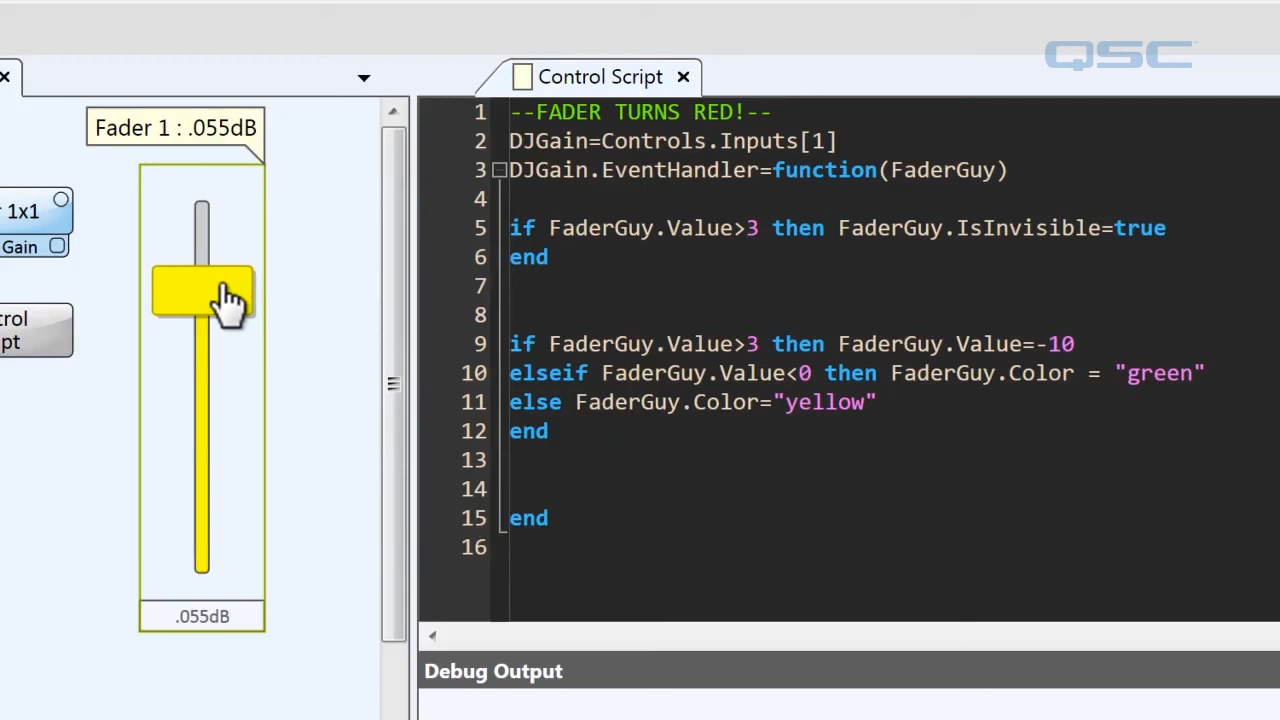 QSC
Control Script
Fader 1 : .055dB
r 1x1
Gain
trol
pt
.055dB
1 --FADER TURNS RED!--
2 DJGain=Controls.Inputs[1]
3 DJGain.EventHandler=function(FaderGuy)
4
5 if FaderGuy.Value>3 then FaderGuy.IsInvisible=true
6 end
7
8
9 if FaderGuy.Value>3 then FaderGuy.Value=-10
10 elseif FaderGuy.Value<0 then FaderGuy.Color = "green"
11 else FaderGuy.Color="yellow"
12 end
13
14
15 end
16
Debug Output